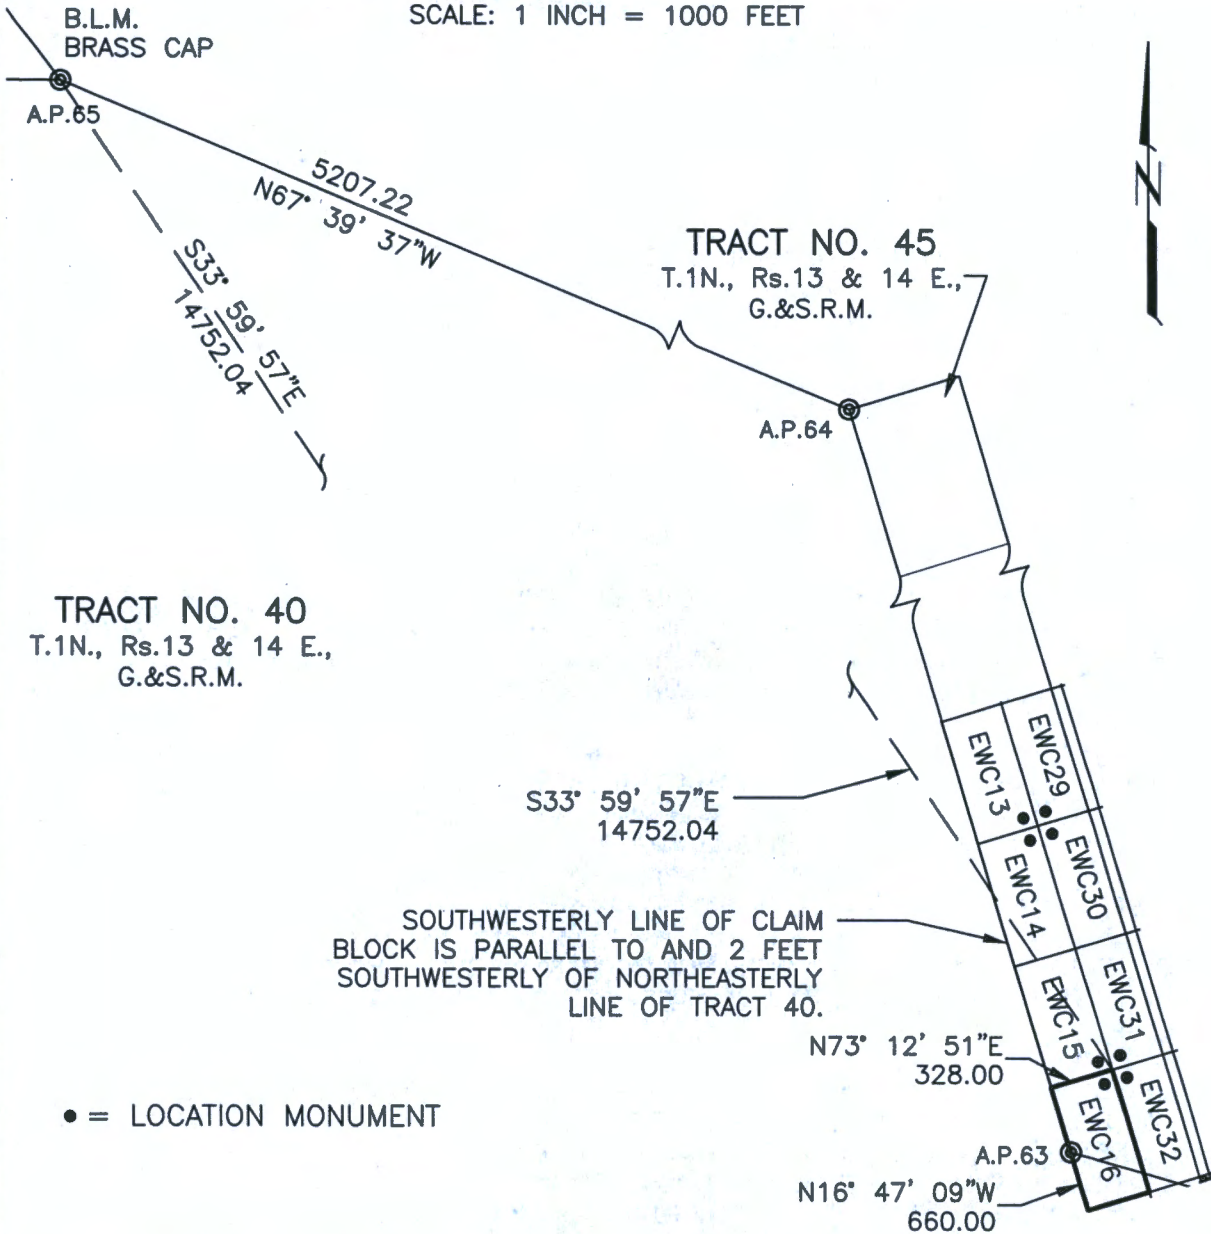 SCALE: 1 INCH = 1000 FEET
B.L.M.
BRASS CAP
A.P.65
5207.22
N67° 39' 37"W
S33° 59' 57"E
14752.04
N
TRACT NO. 45
T.1N., Rs.13 & 14 E.,
G.&S.R.M.
A.P.64
TRACT NO. 40
T.1N., Rs.13 & 14 E.,
G.&S.R.M.
EWC13
EWC29
S33° 59' 57"E
14752.04
EWC14
EWC30
SOUTHWESTERLY LINE OF CLAIM
BLOCK IS PARALLEL TO AND 2 FEET
SOUTHWESTERLY OF NORTHEASTERLY
LINE OF TRACT 40.
EWC15
EWC31
N73° 12' 51"E
328.00
● = LOCATION MONUMENT
EWC16
EWC32
A.P.63
N16° 47' 09"W
660.00